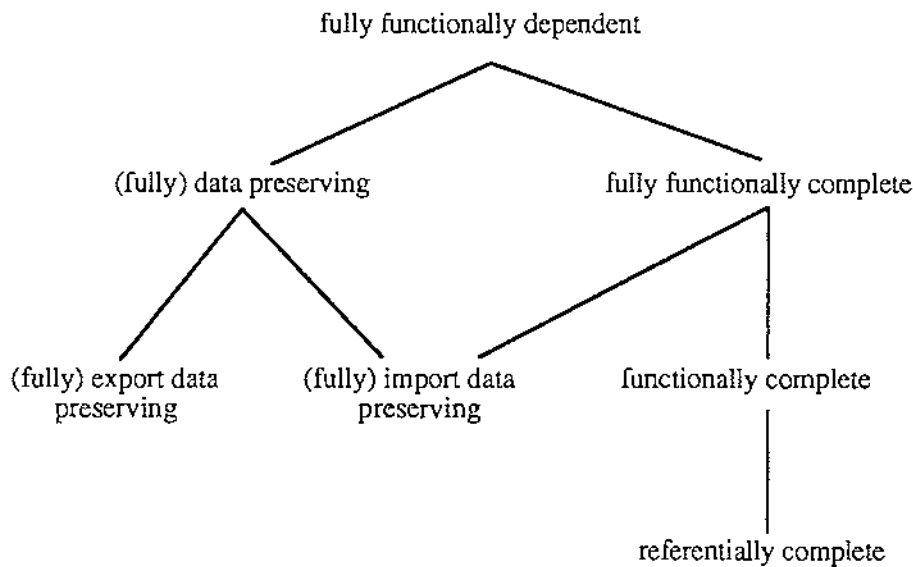 fully functionally dependent
(fully) data preserving
fully functionally complete
(fully) export data
preserving
(fully) import data
preserving
functionally complete
referentially complete